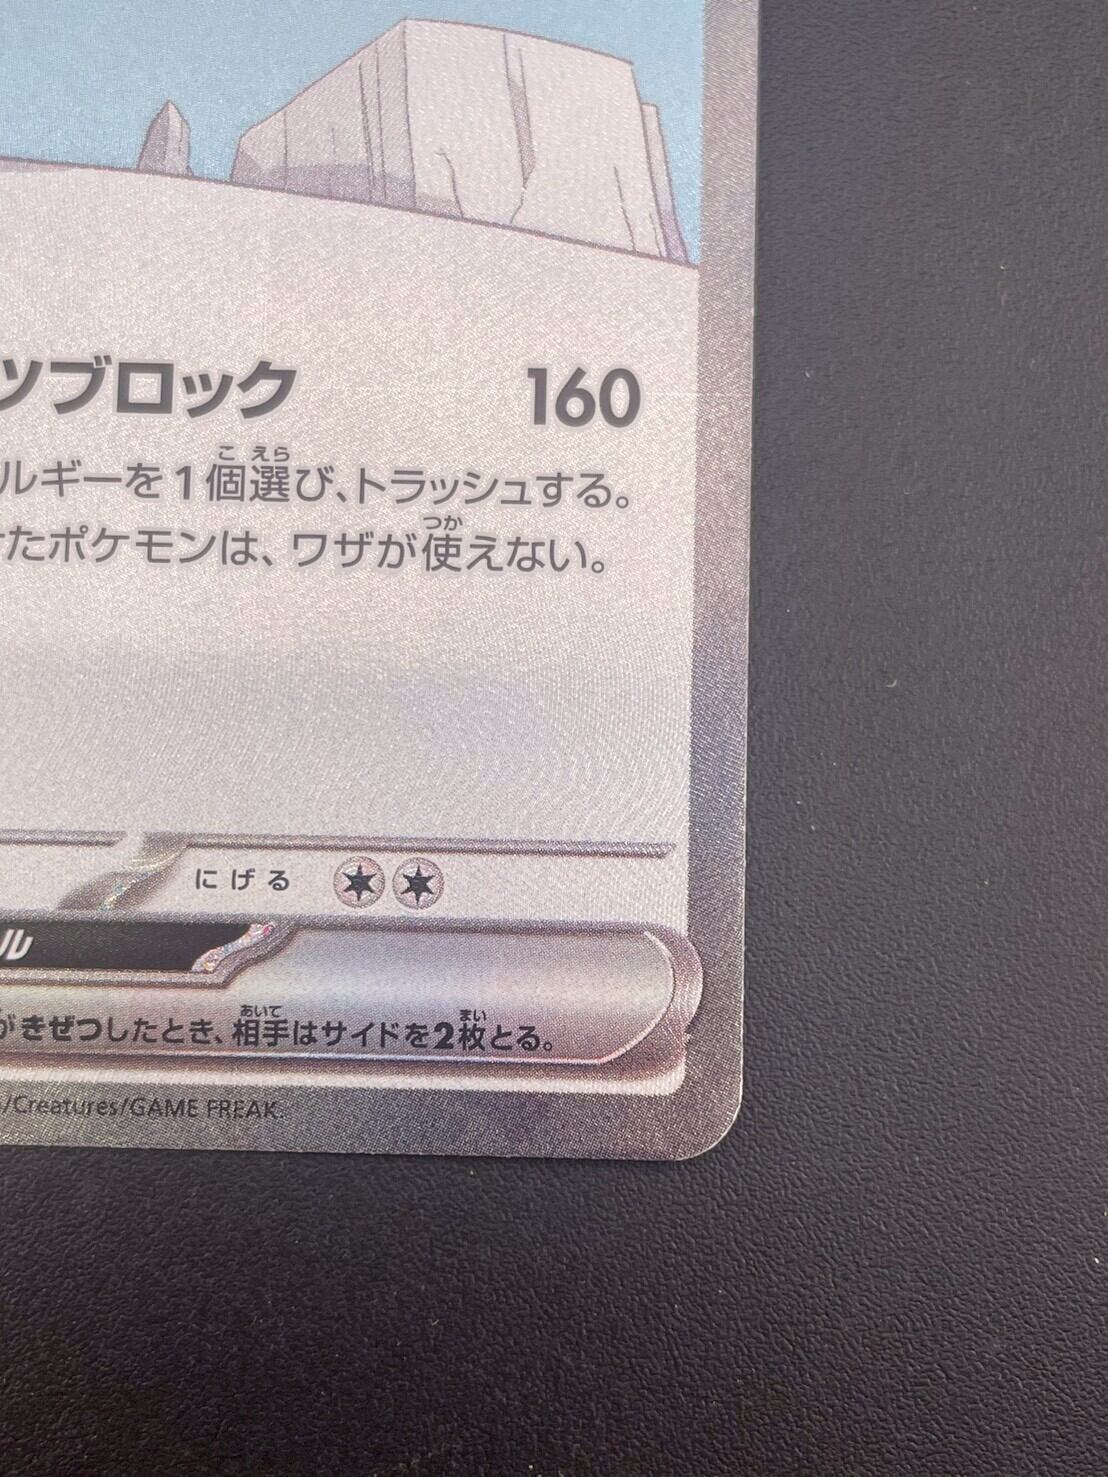 ツブロック 160
ルギーを1個選び、トラッシュする。
たポケモンは、ワザが使えない。
にげる
ル
がきぜつしたとき、相手はサイドを2枚とる。
/Creatures/GAME FREAK.